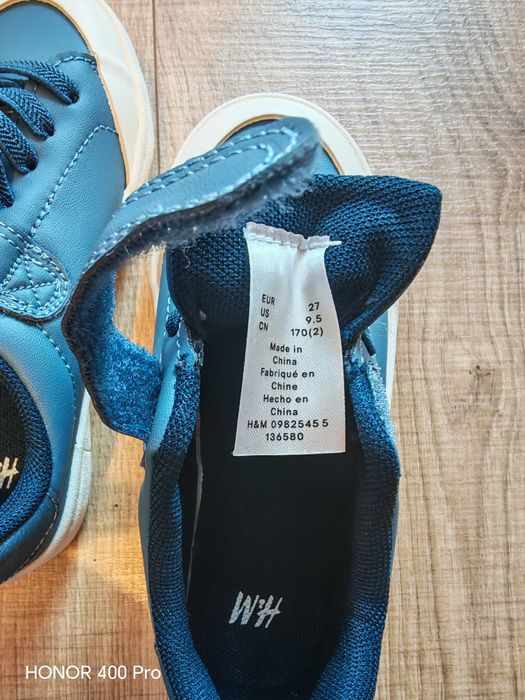 EUR 27
US 9.5
CN 170(2)
Made in
China
Fabriqué en
Chine
Hecho en
China
H&M 0982545 5
136580
H&M
H&M
HONOR 400 Pro